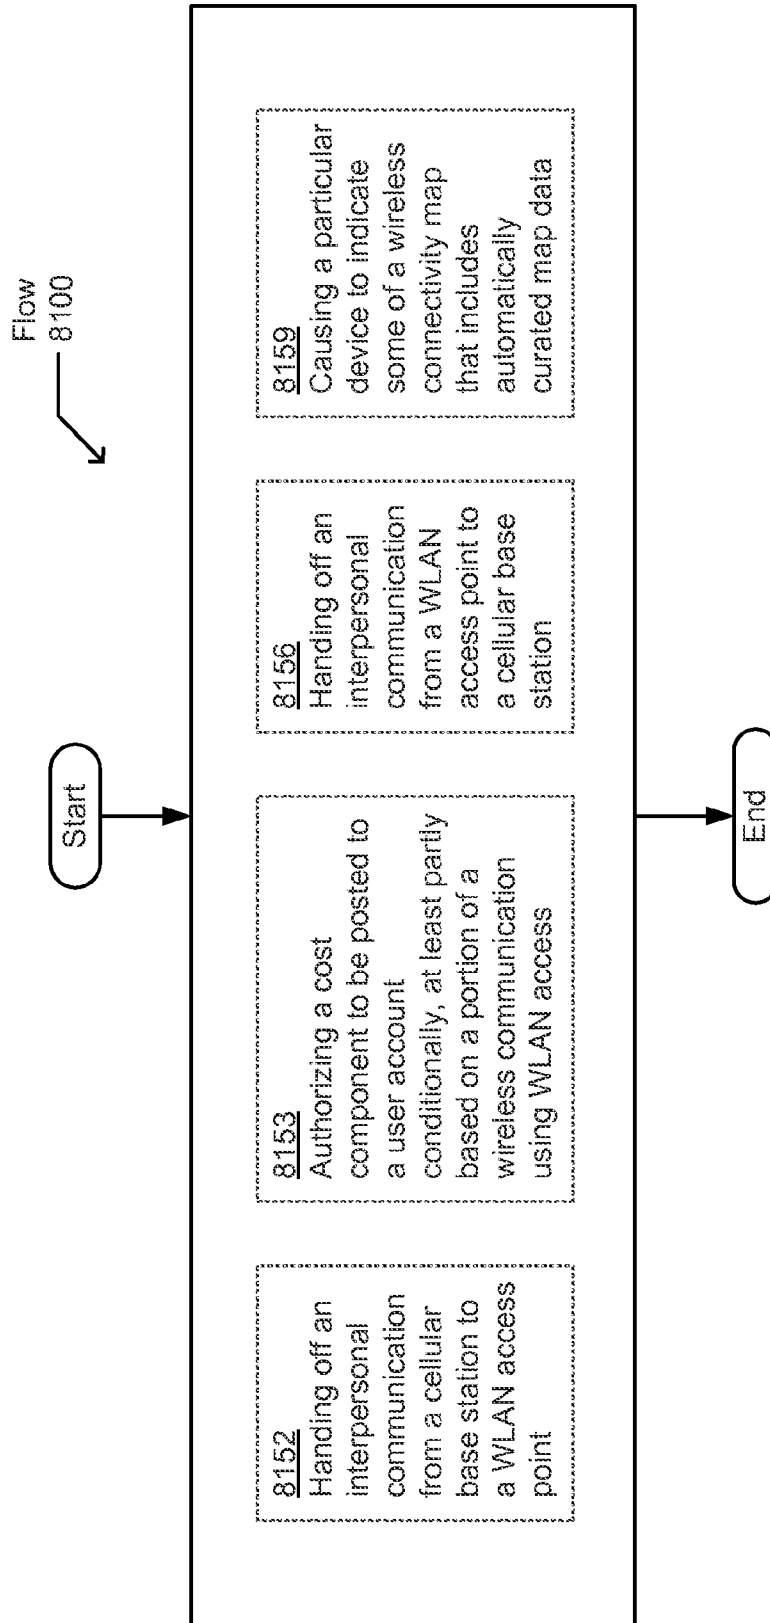 Flow
8100
Start
8152
Handing off an
interpersonal
communication
from a cellular
base station to
a WLAN access
point
8153
Authorizing a cost
component to be posted to
a user account
conditionally, at least partly
based on a portion of a
wireless communication
using WLAN access
8156
Handing off an
interpersonal
communication
from a WLAN
access point to
a cellular base
station
8159
Causing a particular
device to indicate
some of a wireless
connectivity map
that includes
automatically
curated map data
End